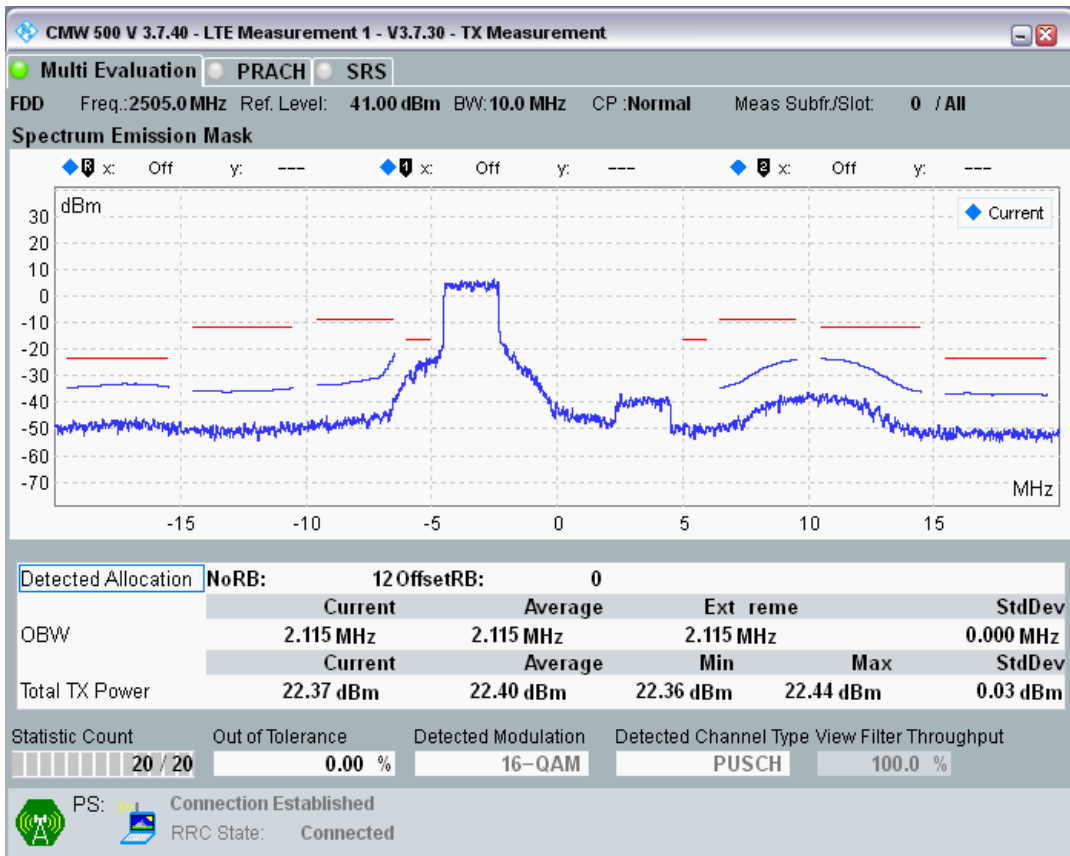 CMW 500 V 3.7.40 - LTE Measurement 1 - V3.7.30 - TX Measurement
Multi Evaluation PRACH SRS
FDD Freq.:2505.0 MHz Ref. Level: 41.00 dBm BW:10.0 MHz CP :Normal Meas Subfr./Slot: 0 / All
Spectrum Emission Mask
R x: Off y: --- 1 x: Off y: --- 2 x: Off y: ---
dBm
Current
30
20
10
0
-10
-20
-30
-40
-50
-60
-70
MHz
-15 -10 -5 0 5 10 15
Detected Allocation NoRB: 12 OffsetRB: 0
Current Average Ext reme StdDev
OBW 2.115 MHz 2.115 MHz 2.115 MHz 0.000 MHz
Current Average Min Max StdDev
Total TX Power 22.37 dBm 22.40 dBm 22.36 dBm 22.44 dBm 0.03 dBm
Statistic Count Out of Tolerance Detected Modulation Detected Channel Type View Filter Throughput
20 / 20 0.00 % 16-QAM PUSCH 100.0 %
PS: Connection Established
RRC State: Connected